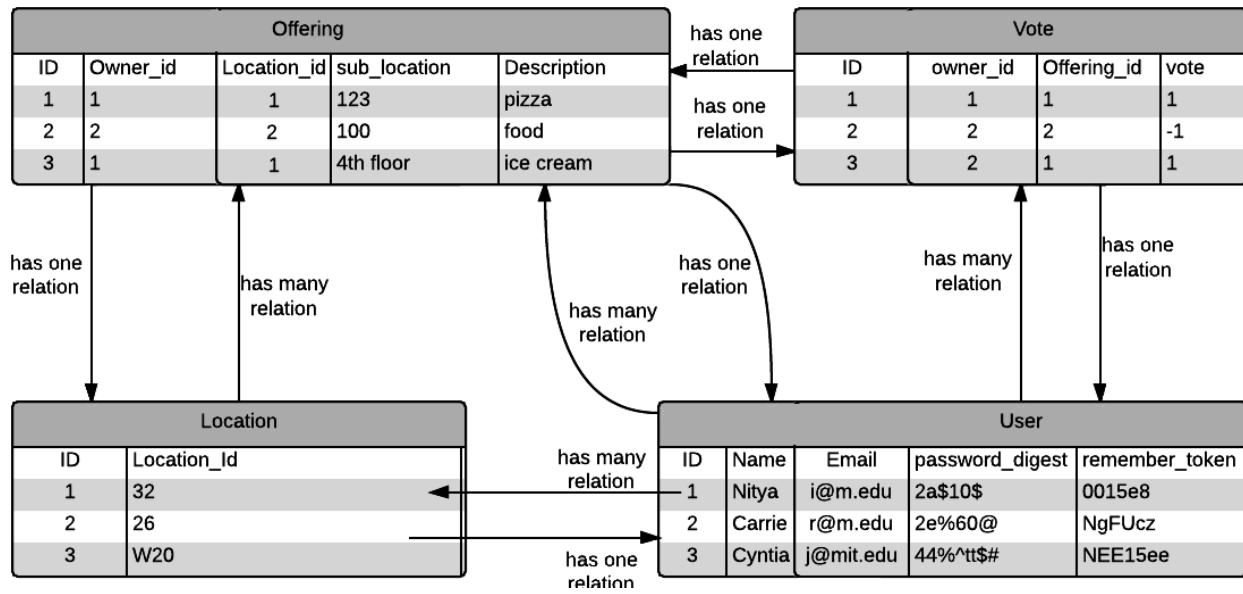 Offering
ID Owner_id Location_id sub_location Description
1 1 1 123 pizza
2 2 2 100 food
3 1 1 4th floor ice cream
has one
relation
has one
relation
Vote
ID owner_id Offering_id vote
1 1 1 1
2 2 2 -1
3 2 1 1
has one
relation
has many
relation
has many
relation
has one
relation
has many
relation
has one
relation
Location
ID Location_Id
1 32
2 26
3 W20
has many
relation
has one
relation
User
ID Name Email password_digest remember_token
1 Nitya i@m.edu 2a$10$ 0015e8
2 Carrie r@m.edu 2e%60@ NgFUcz
3 Cyntia j@mit.edu 44%^tt$# NEE15ee